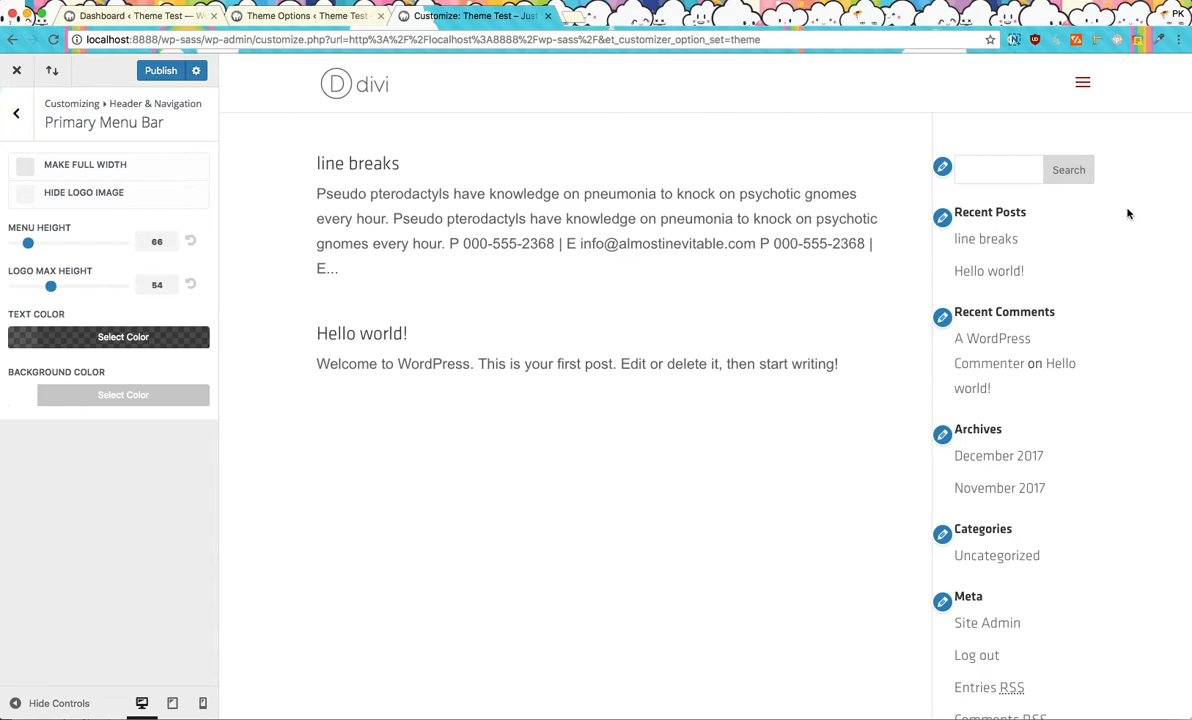 Dashboard ‹ Theme Test — W
Theme Options ‹ Theme Test -
Customize: Theme Test – Just
PK
localhost:8888/wp-sass/wp-admin/customize.php?url=http%3A%2F%2Flocalhost%3A8888%2Fwp-sass%2F&et_customizer_option_set=theme
Publish
Customizing ▸ Header & Navigation
Primary Menu Bar
MAKE FULL WIDTH
HIDE LOGO IMAGE
MENU HEIGHT
66
LOGO MAX HEIGHT
54
TEXT COLOR
Select Color
BACKGROUND COLOR
Select Color
Hide Controls
D divi
line breaks
Pseudo pterodactyls have knowledge on pneumonia to knock on psychotic gnomes
every hour. Pseudo pterodactyls have knowledge on pneumonia to knock on psychotic
gnomes every hour. P 000-555-2368 | E info@almostinevitable.com P 000-555-2368 |
E...
Hello world!
Welcome to WordPress. This is your first post. Edit or delete it, then start writing!
Search
Recent Posts
line breaks
Hello world!
Recent Comments
A WordPress
Commenter on Hello
world!
Archives
December 2017
November 2017
Categories
Uncategorized
Meta
Site Admin
Log out
Entries RSS
Comments RSS